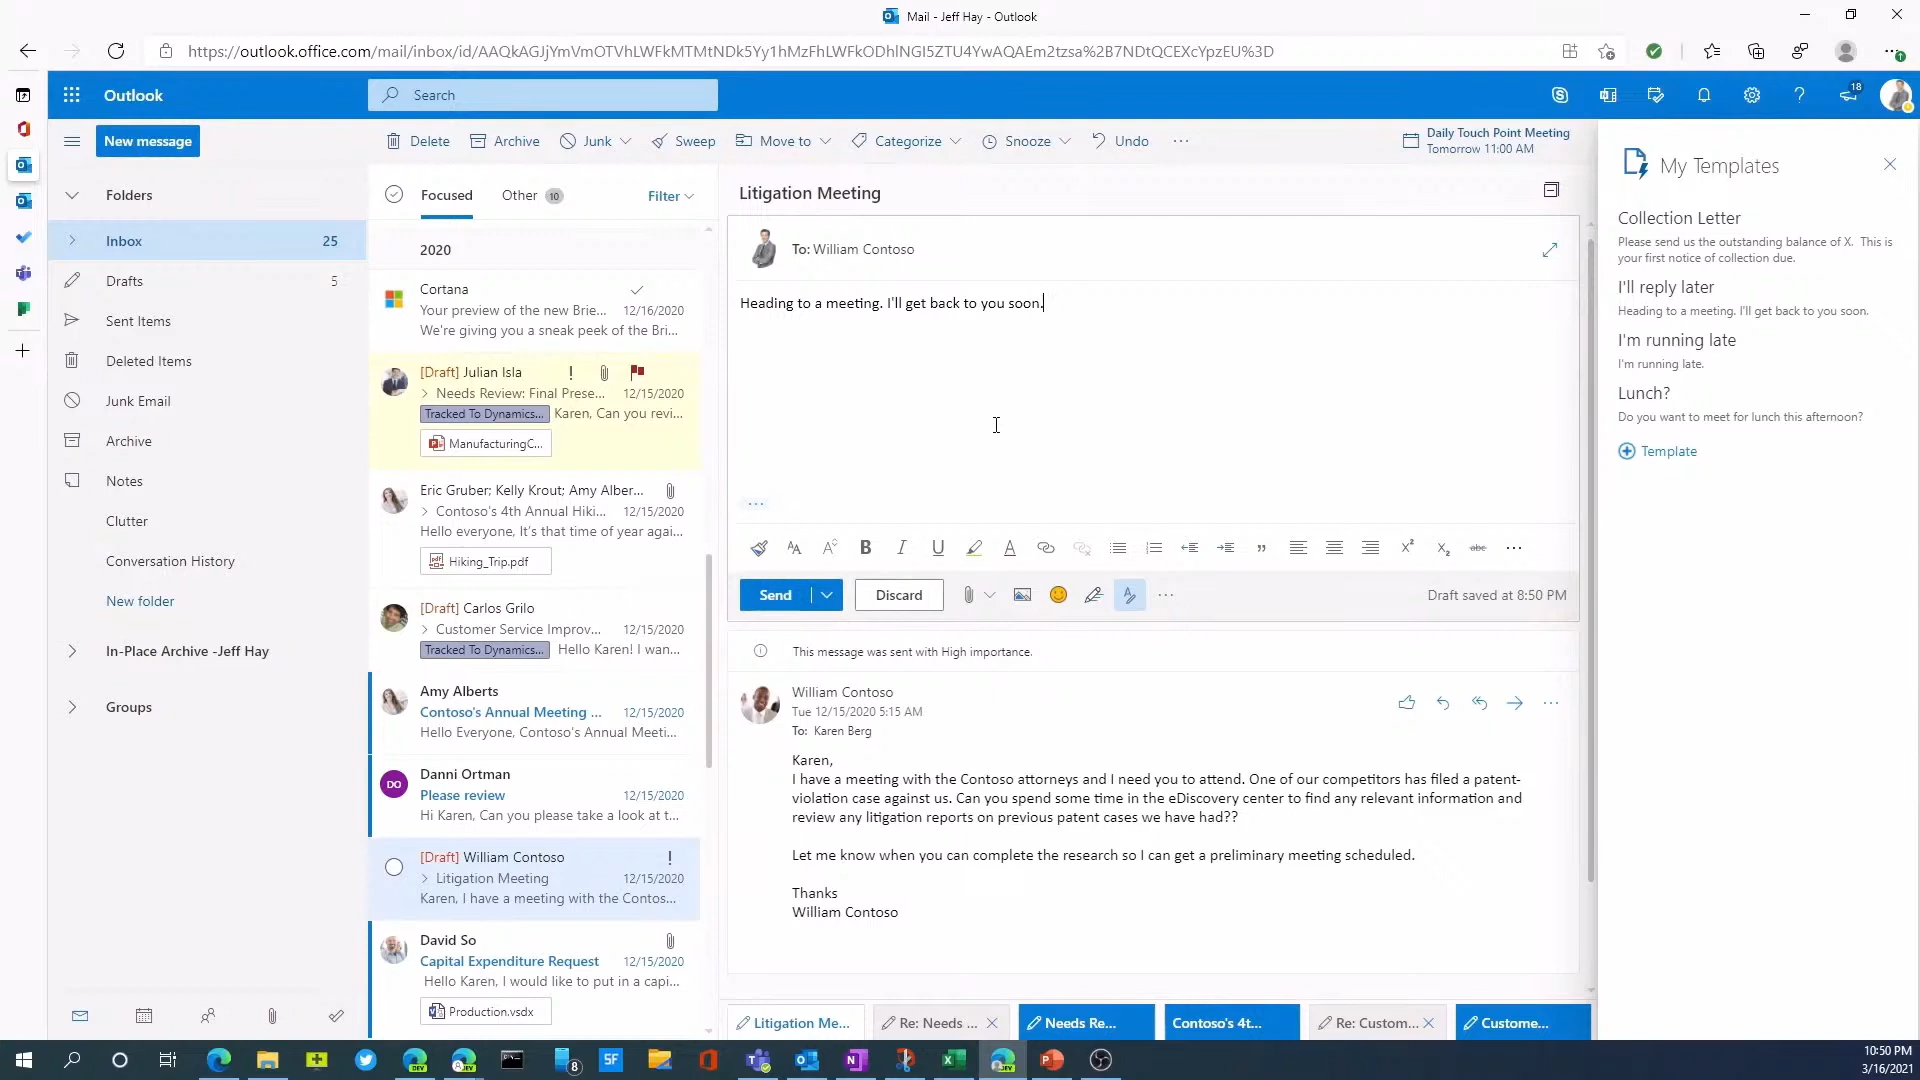 Mail - Jeff Hay - Outlook
https://outlook.office.com/mail/inbox/id/AAQkAGJjYmVmOTVhLWFkMTMtNDk5Yy1hMzFhLWFkODhlNGI5ZTU4YwAQAEm2tzsa%2B7NDtQCEXcYpzEU%3D
Outlook
Search
18
New message
Delete
Archive
Junk
Sweep
Move to
Categorize
Snooze
Undo
Daily Touch Point Meeting
Tomorrow 11:00 AM
Folders
Inbox 25
Drafts 5
Sent Items
Deleted Items
Junk Email
Archive
Notes
Clutter
Conversation History
New folder
In-Place Archive -Jeff Hay
Groups
Focused
Other 10
Filter
2020
Cortana
Your preview of the new Brie... 12/16/2020
We're giving you a sneak peek of the Bri...
[Draft] Julian Isla
Needs Review: Final Prese... 12/15/2020
Tracked To Dynamics... Karen, Can you revi...
ManufacturingC...
Eric Gruber; Kelly Krout; Amy Alber...
Contoso's 4th Annual Hiki... 12/15/2020
Hello everyone, It's that time of year agai...
Hiking_Trip.pdf
[Draft] Carlos Grilo
Customer Service Improv... 12/15/2020
Tracked To Dynamics... Hello Karen! I wan...
Amy Alberts
Contoso's Annual Meeting ... 12/15/2020
Hello Everyone, Contoso's Annual Meeti...
DO
Danni Ortman
Please review 12/15/2020
Hi Karen, Can you please take a look at t...
[Draft] William Contoso
Litigation Meeting 12/15/2020
Karen, I have a meeting with the Contos...
David So
Capital Expenditure Request 12/15/2020
Hello Karen, I would like to put in a capi...
Production.vsdx
Litigation Meeting
To: William Contoso
Heading to a meeting. I'll get back to you soon.
Send
Discard
Draft saved at 8:50 PM
This message was sent with High importance.
William Contoso
Tue 12/15/2020 5:15 AM
To: Karen Berg
Karen,
I have a meeting with the Contoso attorneys and I need you to attend. One of our competitors has filed a patent-
violation case against us. Can you spend some time in the eDiscovery center to find any relevant information and
review any litigation reports on previous patent cases we have had??
Let me know when you can complete the research so I can get a preliminary meeting scheduled.
Thanks
William Contoso
Litigation Me...
Re: Needs ...
Needs Re...
Contoso's 4t...
Re: Custom...
Custome...
My Templates
Collection Letter
Please send us the outstanding balance of X. This is
your first notice of collection due.
I'll reply later
Heading to a meeting. I'll get back to you soon.
I'm running late
I'm running late.
Lunch?
Do you want to meet for lunch this afternoon?
Template
DEV
DEV
8
SF
DEV
10:50 PM
3/16/2021